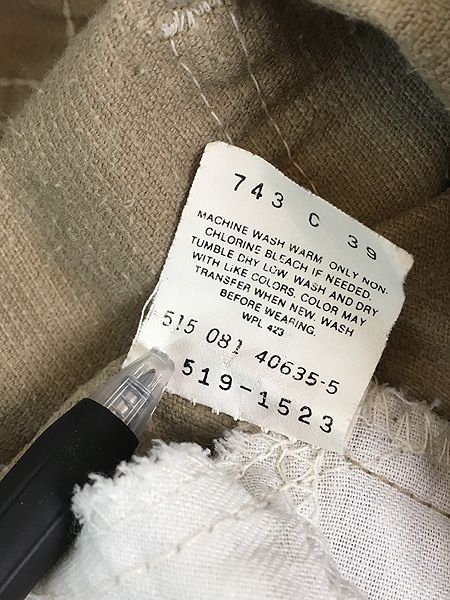 743 C 39
MACHINE WASH WARM, ONLY NON-
CHLORINE BLEACH IF NEEDED.
TUMBLE DRY LOW. WASH AND DRY
WITH LIKE COLORS. COLOR MAY
TRANSFER WHEN NEW. WASH
BEFORE WEARING.
WPL 423
515 081 40635-5
519-1523